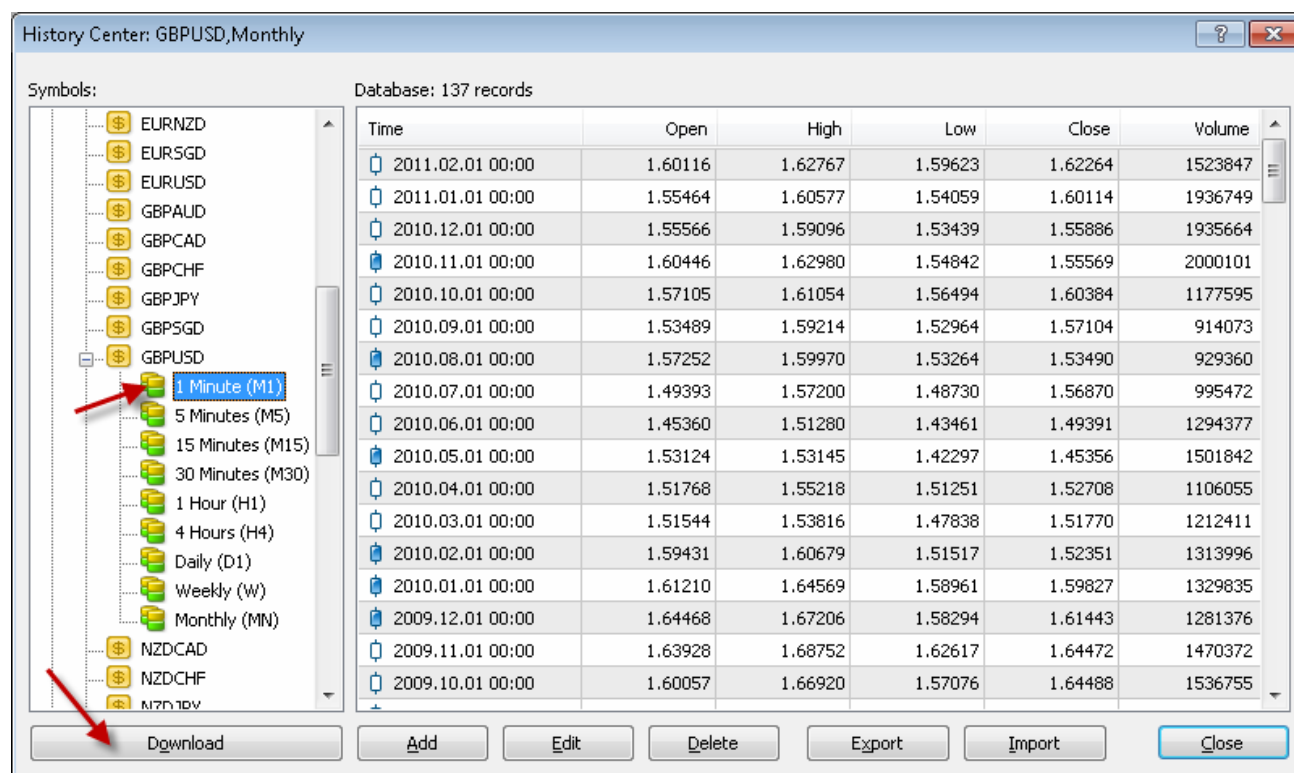 History Center: GBPUSD,Monthly
Symbols:
Database: 137 records
EURNZD
EURSGD
EURUSD
GBPAUD
GBPCAD
GBPCHF
GBPJPY
GBPSGD
GBPUSD
1 Minute (M1)
5 Minutes (M5)
15 Minutes (M15)
30 Minutes (M30)
1 Hour (H1)
4 Hours (H4)
Daily (D1)
Weekly (W)
Monthly (MN)
NZDCAD
NZDCHF
NZDJPY
Time Open High Low Close Volume
2011.02.01 00:00 1.60116 1.62767 1.59623 1.62264 1523847
2011.01.01 00:00 1.55464 1.60577 1.54059 1.60114 1936749
2010.12.01 00:00 1.55566 1.59096 1.53439 1.55886 1935664
2010.11.01 00:00 1.60446 1.62980 1.54842 1.55569 2000101
2010.10.01 00:00 1.57105 1.61054 1.56494 1.60384 1177595
2010.09.01 00:00 1.53489 1.59214 1.52964 1.57104 914073
2010.08.01 00:00 1.57252 1.59970 1.53264 1.53490 929360
2010.07.01 00:00 1.49393 1.57200 1.48730 1.56870 995472
2010.06.01 00:00 1.45360 1.51280 1.43461 1.49391 1294377
2010.05.01 00:00 1.53124 1.53145 1.42297 1.45356 1501842
2010.04.01 00:00 1.51768 1.55218 1.51251 1.52708 1106055
2010.03.01 00:00 1.51544 1.53816 1.47838 1.51770 1212411
2010.02.01 00:00 1.59431 1.60679 1.51517 1.52351 1313996
2010.01.01 00:00 1.61210 1.64569 1.58961 1.59827 1329835
2009.12.01 00:00 1.64468 1.67206 1.58294 1.61443 1281376
2009.11.01 00:00 1.63928 1.68752 1.62617 1.64472 1470372
2009.10.01 00:00 1.60057 1.66920 1.57076 1.64488 1536755
Download Add Edit Delete Export Import Close